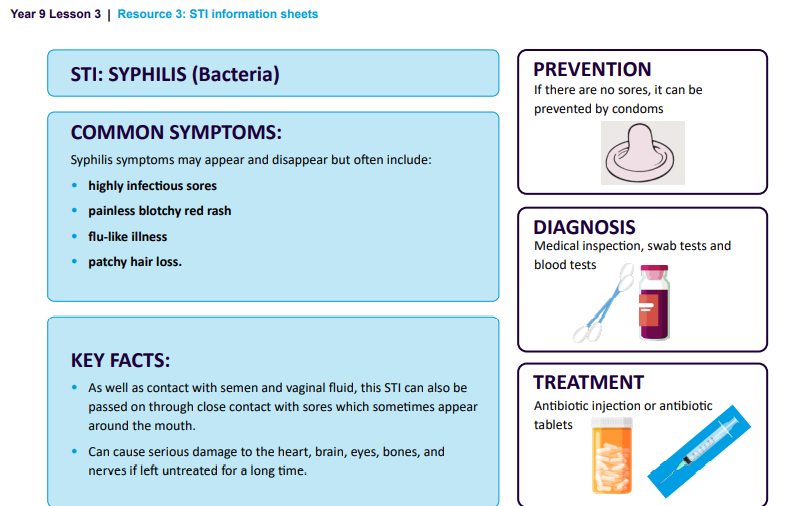 Year 9 Lesson 3 | Resource 3: STI information sheets
STI: SYPHILIS (Bacteria)
COMMON SYMPTOMS:
Syphilis symptoms may appear and disappear but often include:
• highly infectious sores
• painless blotchy red rash
• flu-like illness
• patchy hair loss.
KEY FACTS:
• As well as contact with semen and vaginal fluid, this STI can also be
passed on through close contact with sores which sometimes appear
around the mouth.
• Can cause serious damage to the heart, brain, eyes, bones, and
nerves if left untreated for a long time.
PREVENTION
If there are no sores, it can be
prevented by condoms
DIAGNOSIS
Medical inspection, swab tests and
blood tests
TREATMENT
Antibiotic injection or antibiotic
tablets